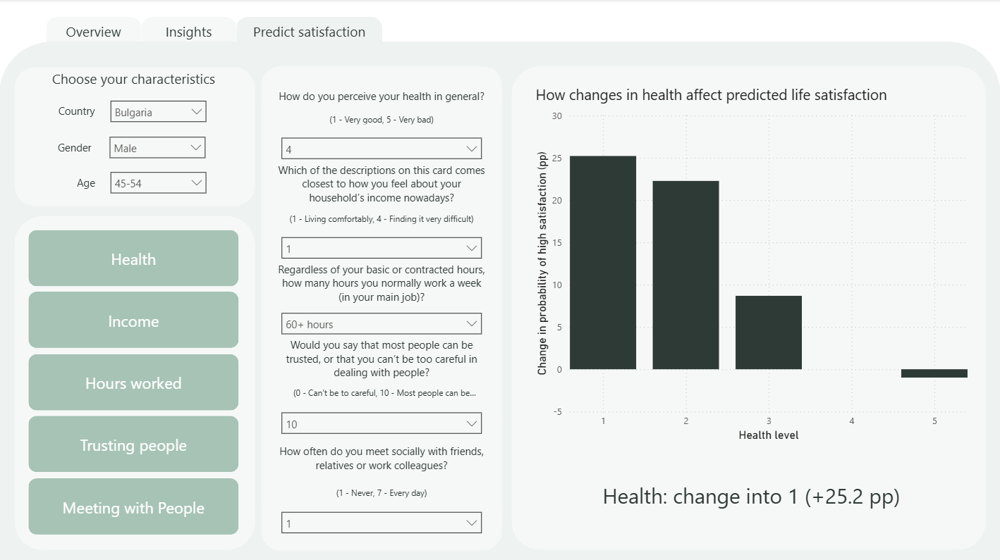 Overview
Insights
Predict satisfaction
Choose your characteristics
Country
Bulgaria
Gender
Male
Age
45-54
Health
Income
Hours worked
Trusting people
Meeting with People
How do you perceive your health in general?
(1 - Very good, 5 - Very bad)
4
Which of the descriptions on this card comes
closest to how you feel about your
household's income nowadays?
(1 - Living comfortably, 4 - Finding it very difficult)
1
Regardless of your basic or contracted hours,
how many hours you normally work a week
(in your main job)?
60+ hours
Would you say that most people can be
trusted, or that you can't be too careful in
dealing with people?
(0 - Can't be to careful, 10 - Most people can be...
10
How often do you meet socially with friends,
relatives or work colleagues?
(1 - Never, 7 - Every day)
1
How changes in health affect predicted life satisfaction
Change in probability of high satisfaction (pp)
30
25
20
15
10
5
0
-5
1 2 3 4 5
Health level
Health: change into 1 (+25.2 pp)